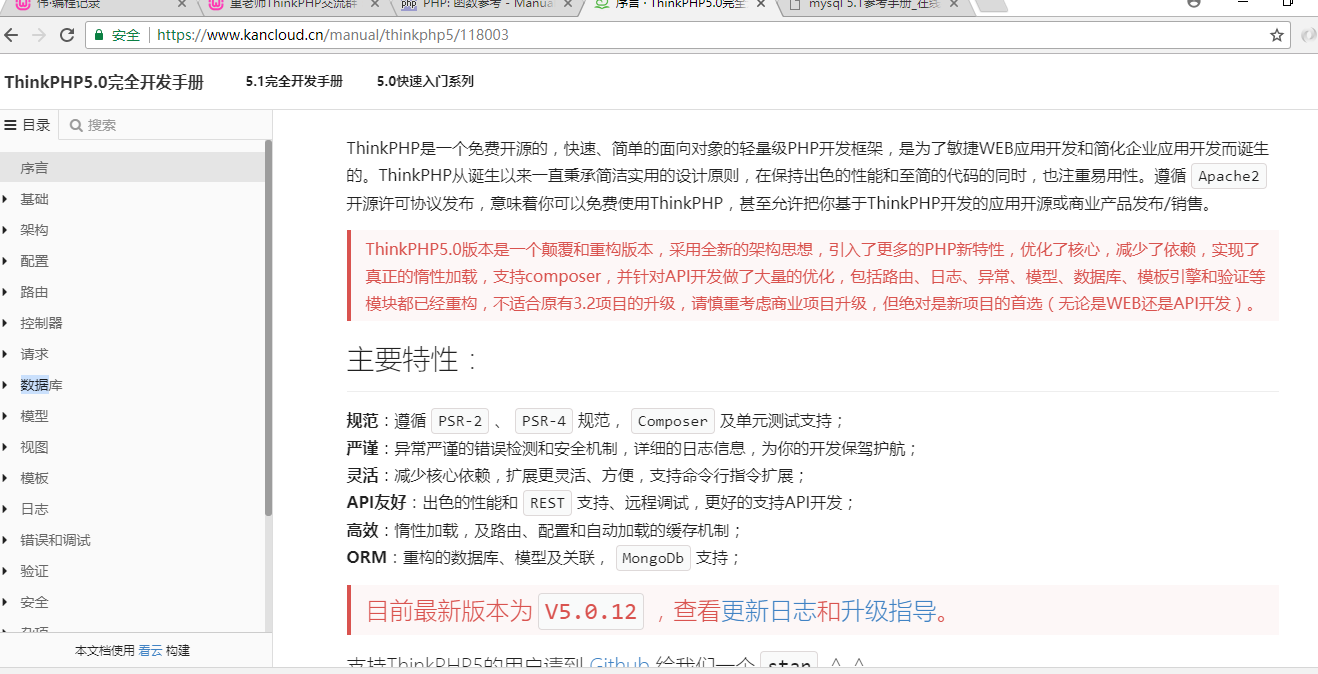 伟·编程记录
童老师ThinkPHP交流群
PHP: 函数参考 - Manua
序言 · ThinkPHP5.0完全
mysql 5.1参考手册_在线
安全 https://www.kancloud.cn/manual/thinkphp5/118003
ThinkPHP5.0完全开发手册 5.1完全开发手册 5.0快速入门系列
目录 搜索
序言
基础
架构
配置
路由
控制器
请求
数据库
模型
视图
模板
日志
错误和调试
验证
安全
杂项
本文档使用 看云 构建
ThinkPHP是一个免费开源的，快速、简单的面向对象的轻量级PHP开发框架，是为了敏捷WEB应用开发和简化企业应用开发而诞生
的。ThinkPHP从诞生以来一直秉承简洁实用的设计原则，在保持出色的性能和至简的代码的同时，也注重易用性。遵循 Apache2
开源许可协议发布，意味着你可以免费使用ThinkPHP，甚至允许把你基于ThinkPHP开发的应用开源或商业产品发布/销售。
ThinkPHP5.0版本是一个颠覆和重构版本，采用全新的架构思想，引入了更多的PHP新特性，优化了核心，减少了依赖，实现了
真正的惰性加载，支持composer，并针对API开发做了大量的优化，包括路由、日志、异常、模型、数据库、模板引擎和验证等
模块都已经重构，不适合原有3.2项目的升级，请慎重考虑商业项目升级，但绝对是新项目的首选（无论是WEB还是API开发）。
主要特性：
规范：遵循 PSR-2 、 PSR-4 规范， Composer 及单元测试支持；
严谨：异常严谨的错误检测和安全机制，详细的日志信息，为你的开发保驾护航；
灵活：减少核心依赖，扩展更灵活、方便，支持命令行指令扩展；
API友好：出色的性能和 REST 支持、远程调试，更好的支持API开发；
高效：惰性加载，及路由、配置和自动加载的缓存机制；
ORM：重构的数据库、模型及关联， MongoDb 支持；
目前最新版本为 V5.0.12 ，查看更新日志和升级指导。
支持ThinkPHP5的用户请到 Github 给我们一个 star ^_^